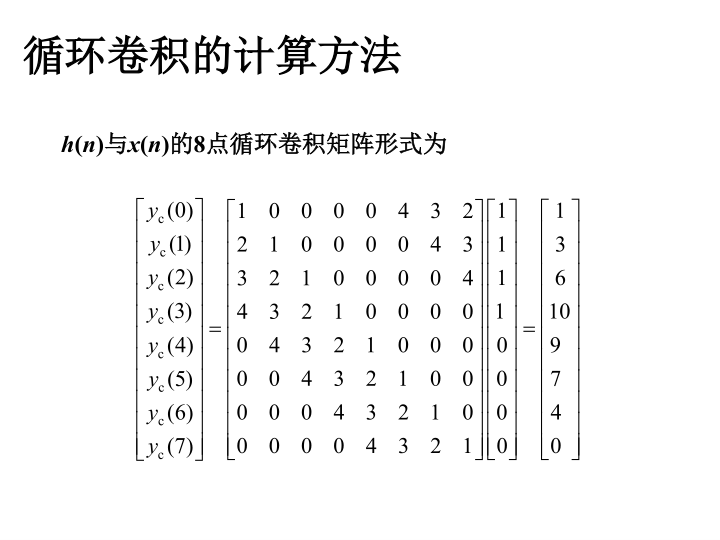 循环卷积的计算方法
h(n)与x(n)的8点循环卷积矩阵形式为
yc(0) 1 0 0 0 0 4 3 2 1 1
yc(1) 2 1 0 0 0 0 4 3 1 3
yc(2) 3 2 1 0 0 0 0 4 1 6
yc(3) = 4 3 2 1 0 0 0 0 1 = 10
yc(4) 0 4 3 2 1 0 0 0 0 9
yc(5) 0 0 4 3 2 1 0 0 0 7
yc(6) 0 0 0 4 3 2 1 0 0 4
yc(7) 0 0 0 0 4 3 2 1 0 0